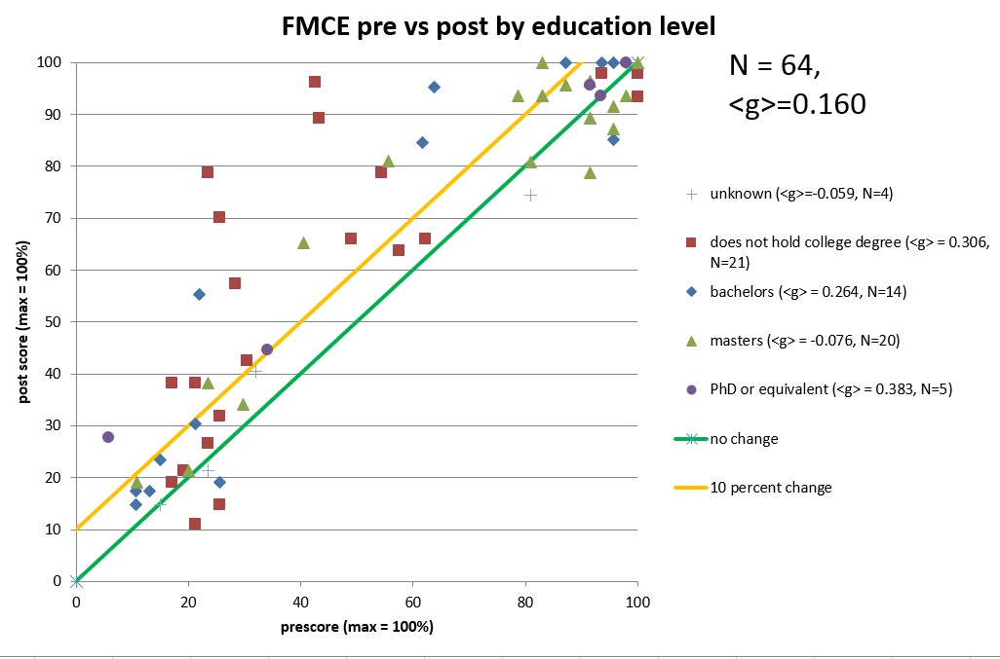 FMCE pre vs post by education level
N = 64,
<g>=0.160
post score (max = 100%)
100
90
80
70
60
50
40
30
20
10
0
0 20 40 60 80 100
prescore (max = 100%)
unknown (<g>=-0.059, N=4)
does not hold college degree (<g> = 0.306,
N=21)
bachelors (<g> = 0.264, N=14)
masters (<g> = -0.076, N=20)
PhD or equivalent (<g> = 0.383, N=5)
no change
10 percent change